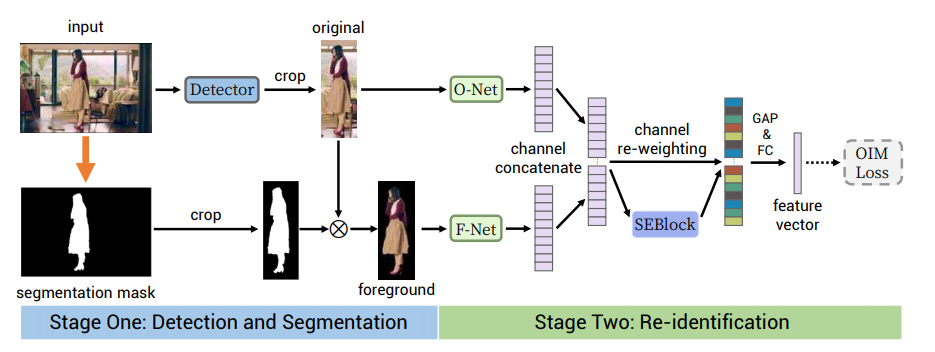 input
original
Detector
crop
O-Net
channel
concatenate
channel
re-weighting
GAP
&
FC
OIM
Loss
feature
vector
SEBlock
crop
F-Net
segmentation mask
foreground
Stage One: Detection and Segmentation
Stage Two: Re-identification